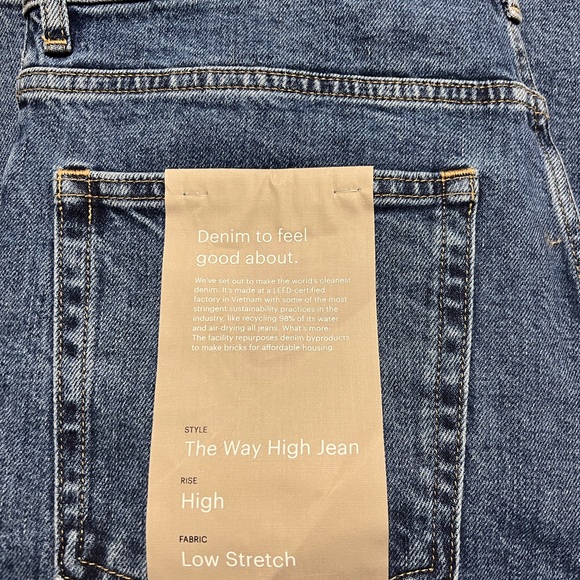 Denim to feel
good about.
We've set out to make the world's cleanest
denim. It's made at a LEED-certified
factory in Vietnam with some of the most
stringent sustainability practices in the
industry, like recycling 98% of its water
and air-drying all jeans. What's more:
The facility repurposes denim byproducts
to make bricks for affordable housing.
STYLE
The Way High Jean
RISE
High
FABRIC
Low Stretch